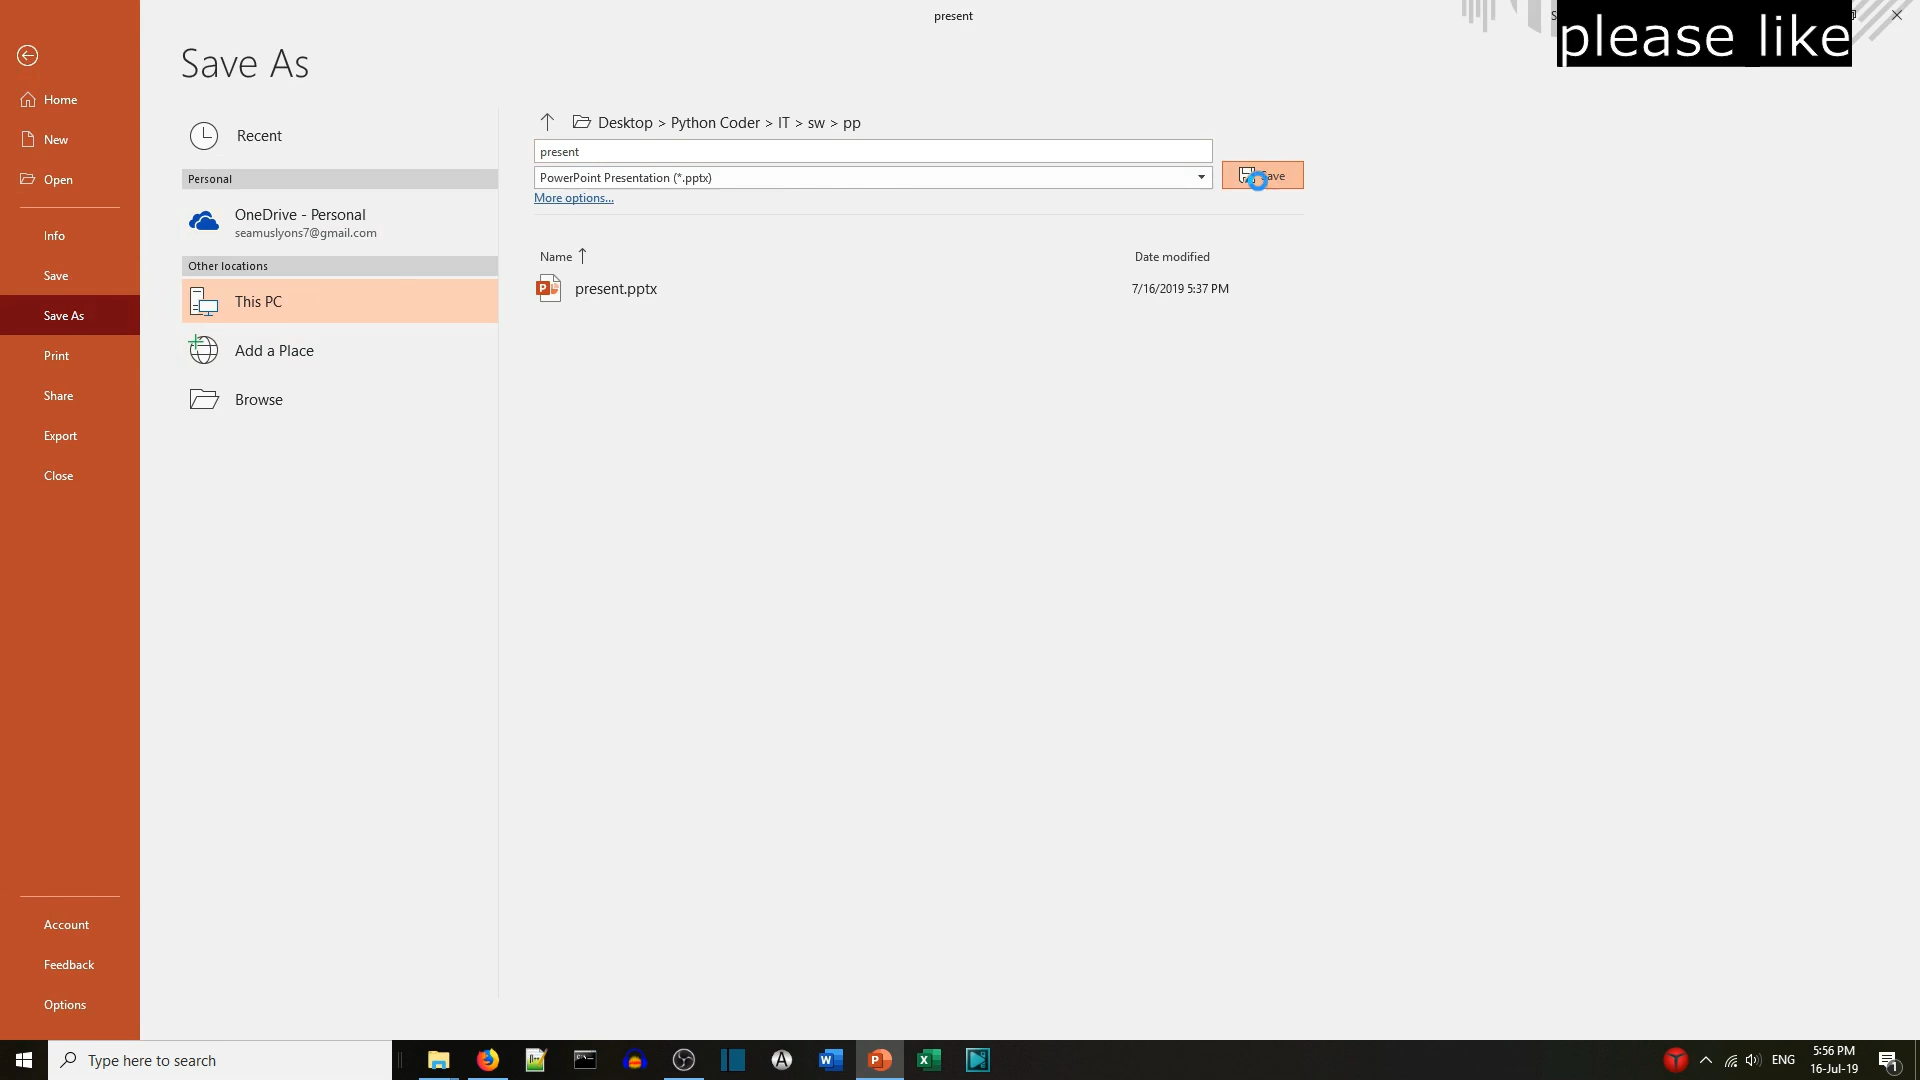 present
please like
Save As
Home
New
Open
Info
Save
Save As
Print
Share
Export
Close
Account
Feedback
Options
Recent
Personal
OneDrive - Personal
seamuslyons7@gmail.com
Other locations
This PC
Add a Place
Browse
Desktop > Python Coder > IT > sw > pp
present
PowerPoint Presentation (*.pptx)
More options...
Name
Date modified
present.pptx
7/16/2019 5:37 PM
Type here to search
ENG
5:56 PM
16-Jul-19
1